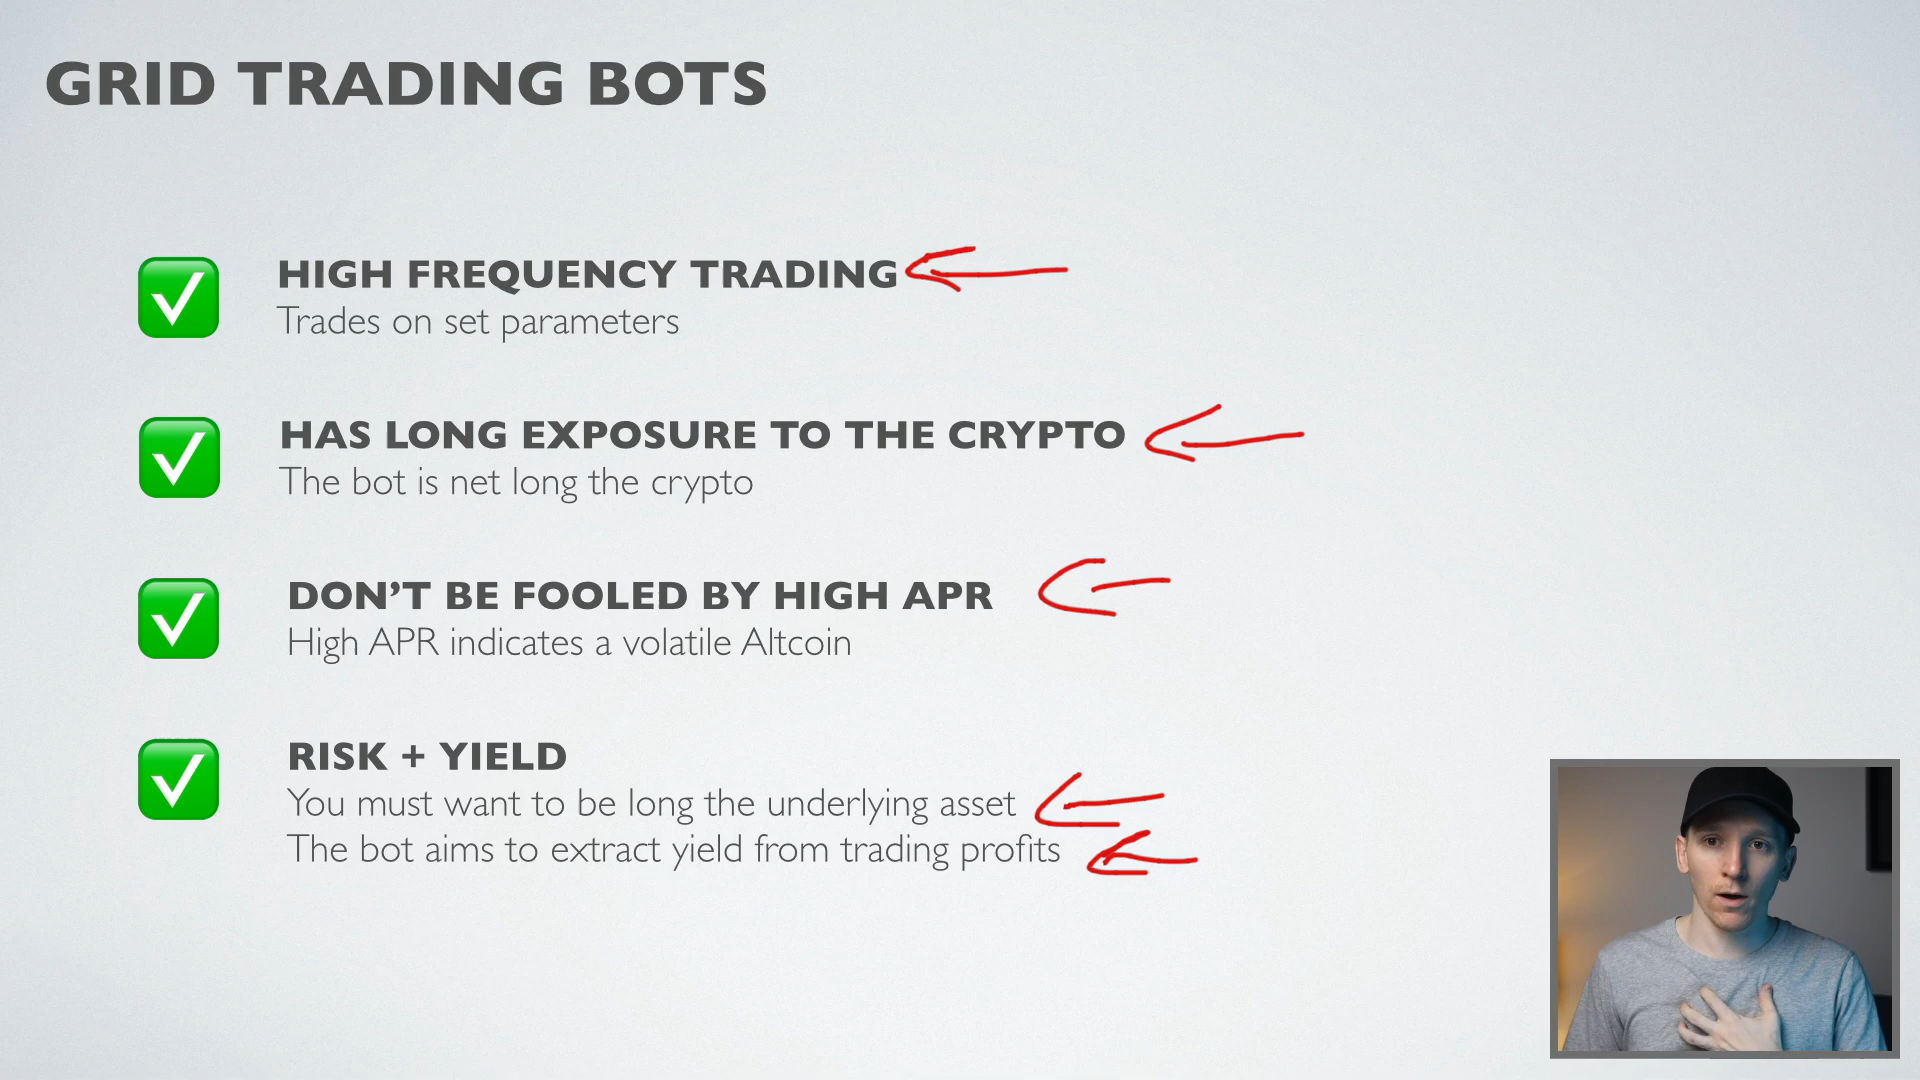 GRID TRADING BOTS
HIGH FREQUENCY TRADING
Trades on set parameters
HAS LONG EXPOSURE TO THE CRYPTO
The bot is net long the crypto
DON’T BE FOOLED BY HIGH APR
High APR indicates a volatile Altcoin
RISK + YIELD
You must want to be long the underlying asset
The bot aims to extract yield from trading profits